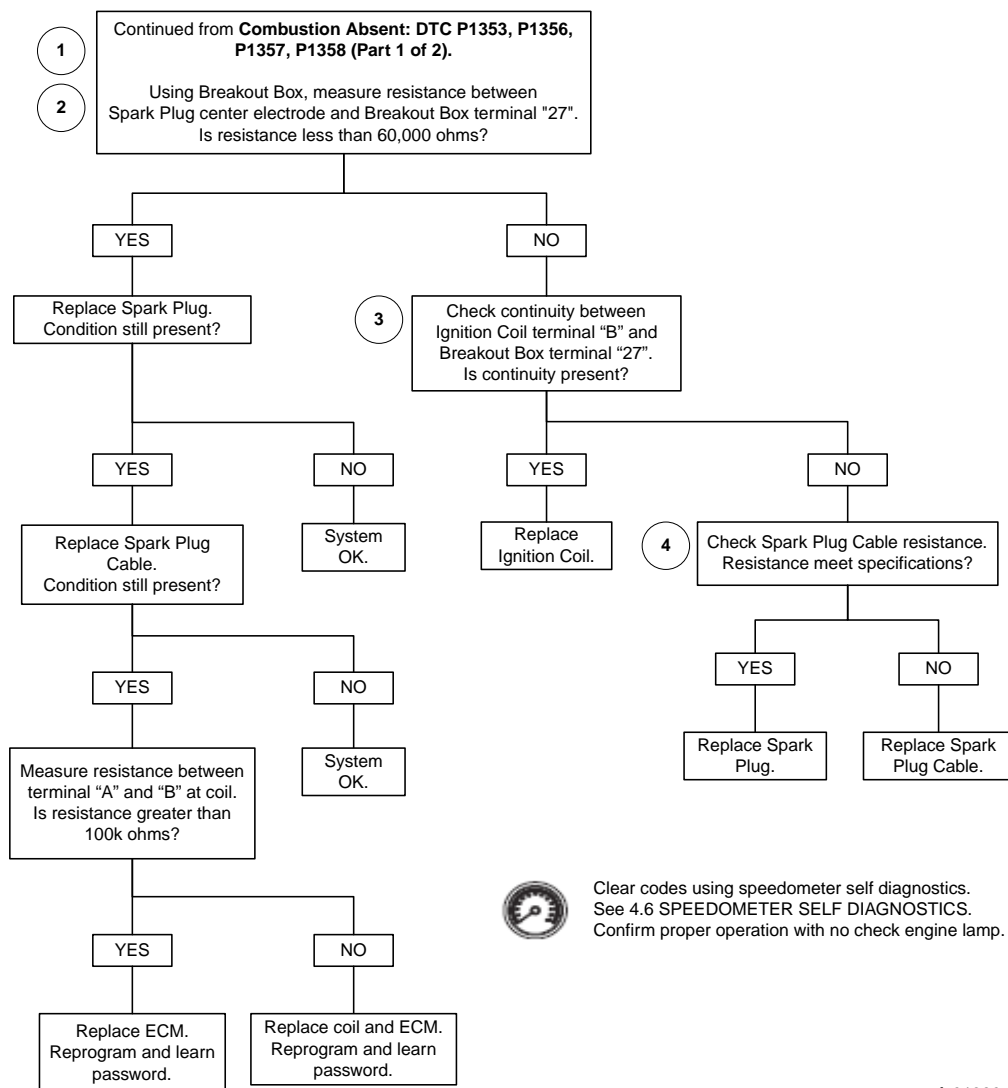 1
Continued from Combustion Absent: DTC P1353, P1356,
P1357, P1358 (Part 1 of 2).
2
Using Breakout Box, measure resistance between
Spark Plug center electrode and Breakout Box terminal "27".
Is resistance less than 60,000 ohms?
YES
NO
Replace Spark Plug.
Condition still present?
3
Check continuity between
Ignition Coil terminal “B” and
Breakout Box terminal “27”.
Is continuity present?
YES
NO
YES
NO
Replace Spark Plug
Cable.
Condition still present?
System
OK.
Replace
Ignition Coil.
4
Check Spark Plug Cable resistance.
Resistance meet specifications?
YES
NO
YES
NO
Measure resistance between
terminal “A” and “B” at coil.
Is resistance greater than
100k ohms?
System
OK.
Replace Spark
Plug.
Replace Spark
Plug Cable.
Clear codes using speedometer self diagnostics.
See 4.6 SPEEDOMETER SELF DIAGNOSTICS.
Confirm proper operation with no check engine lamp.
YES
NO
Replace ECM.
Reprogram and learn
password.
Replace coil and ECM.
Reprogram and learn
password.